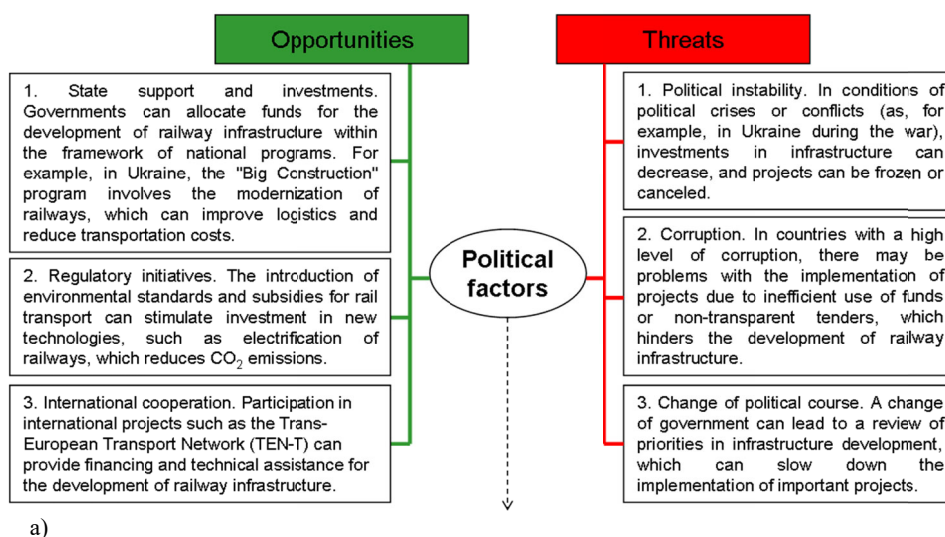 Opportunities
1. State support and investments.
Governments can allocate funds for the
development of railway infrastructure within
the framework of national programs. For
example, in Ukraine, the "Big Construction"
program involves the modernization of
railways, which can improve logistics and
reduce transportation costs.
2. Regulatory initiatives. The introduction of
environmental standards and subsidies for rail
transport can stimulate investment in new
technologies, such as electrification of
railways, which reduces CO₂ emissions.
3. International cooperation. Participation in
international projects such as the Trans-
European Transport Network (TEN-T) can
provide financing and technical assistance for
the development of railway infrastructure.
Political
factors
Threats
1. Political instability. In conditions of
political crises or conflicts (as, for
example, in Ukraine during the war),
investments in infrastructure can
decrease, and projects can be frozen or
canceled.
2. Corruption. In countries with a high
level of corruption, there may be
problems with the implementation of
projects due to inefficient use of funds
or non-transparent tenders, which
hinders the development of railway
infrastructure.
3. Change of political course. A change
of government can lead to a review of
priorities in infrastructure development,
which can slow down the
implementation of important projects.
a)